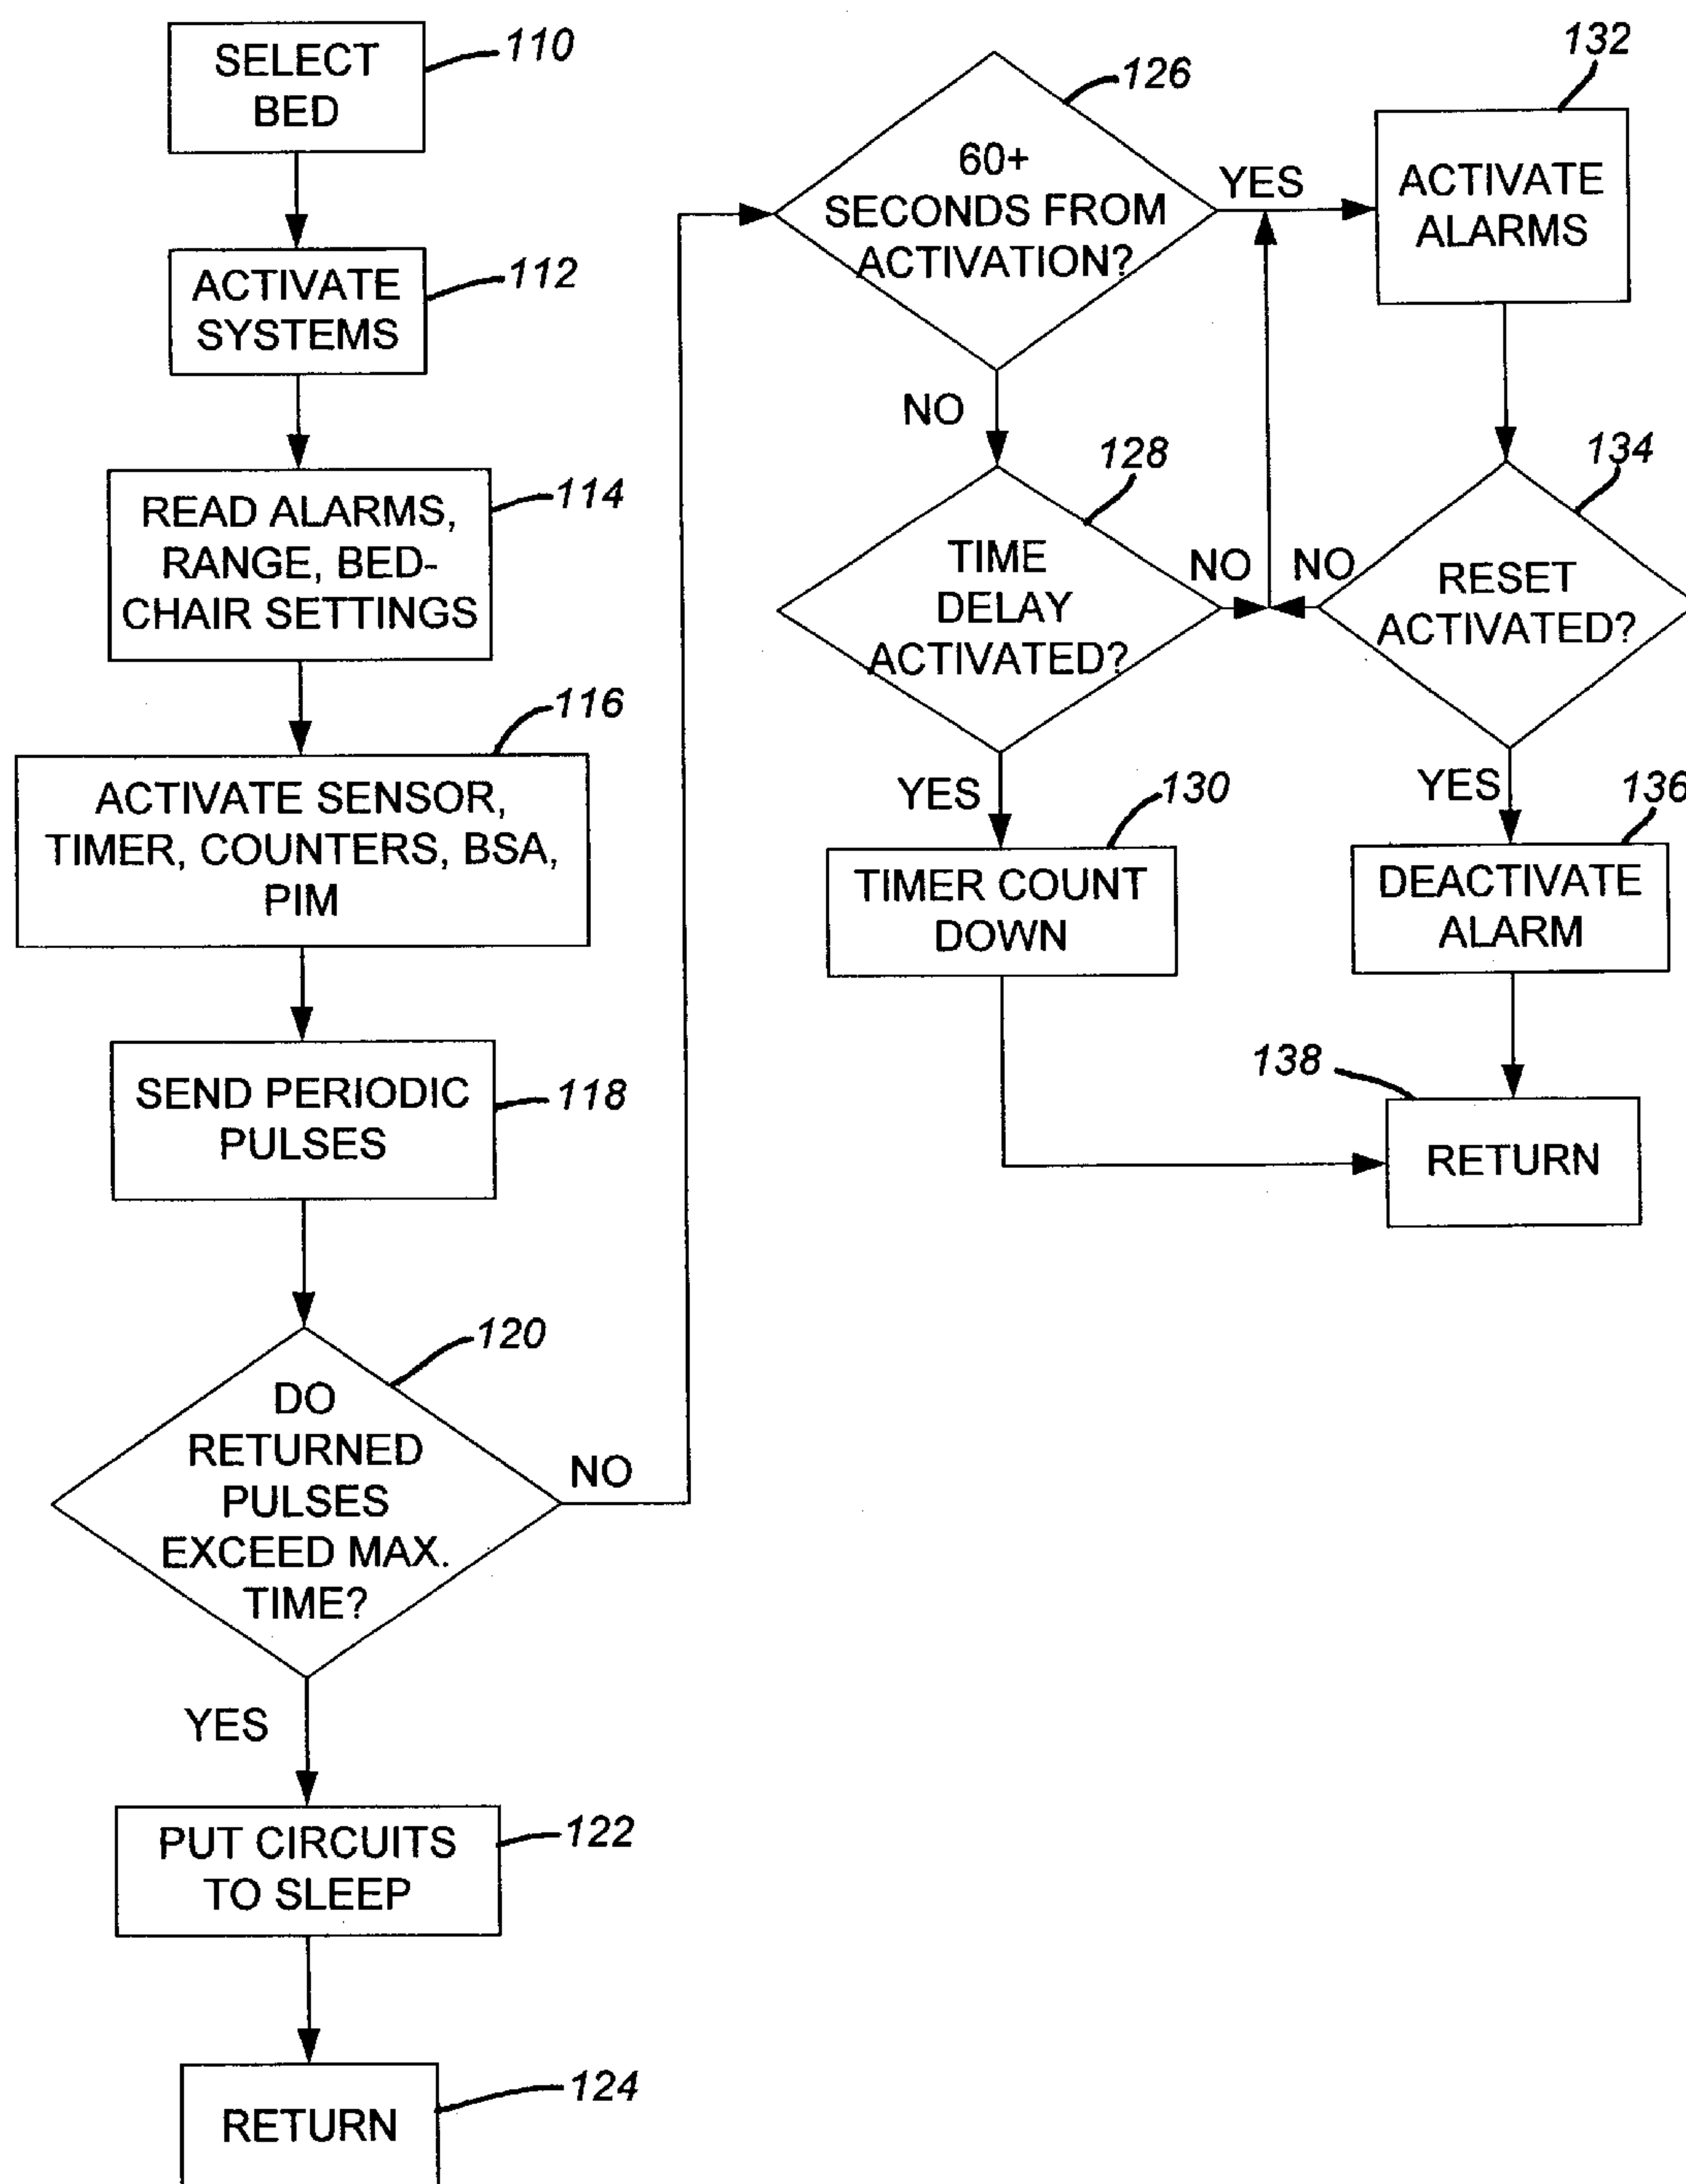 SELECT
BED
110
ACTIVATE
SYSTEMS
112
READ ALARMS,
RANGE, BED-
CHAIR SETTINGS
114
116
ACTIVATE SENSOR,
TIMER, COUNTERS, BSA,
PIM
SEND PERIODIC
PULSES
118
120
DO
RETURNED
PULSES
EXCEED MAX.
TIME?
NO
YES
PUT CIRCUITS
TO SLEEP
122
RETURN
124
126
60+
SECONDS FROM
ACTIVATION?
YES
NO
128
TIME
DELAY
ACTIVATED?
NO
YES
130
TIMER COUNT
DOWN
132
ACTIVATE
ALARMS
134
NO
RESET
ACTIVATED?
YES
136
DEACTIVATE
ALARM
138
RETURN